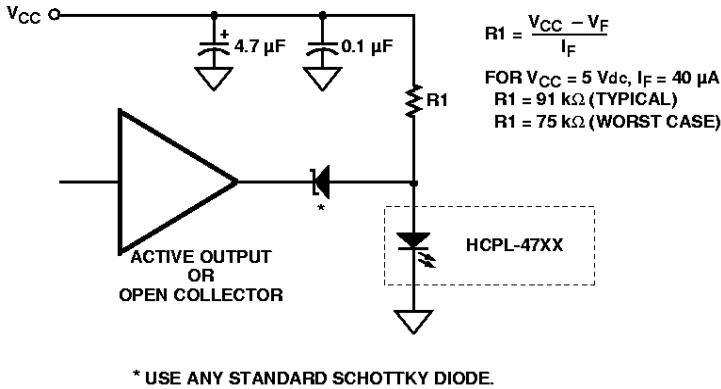 VCC
+
4.7 µF
0.1 µF
R1
R1 = VCC – VF
IF
FOR VCC = 5 Vdc, IF = 40 µA
R1 = 91 kΩ (TYPICAL)
R1 = 75 kΩ (WORST CASE)
*
ACTIVE OUTPUT
OR
OPEN COLLECTOR
HCPL-47XX
* USE ANY STANDARD SCHOTTKY DIODE.